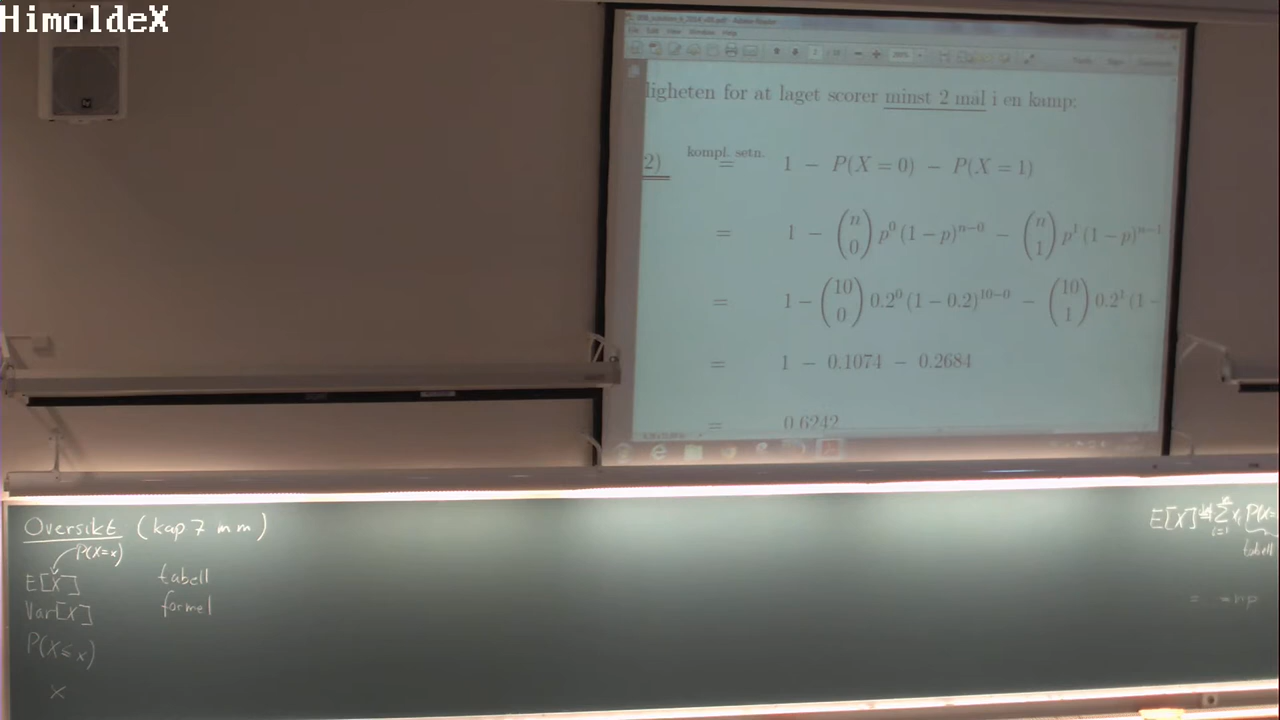 HimoldeX
ligheten for at laget scorer minst 2 mål i en kamp:
2) kompl. setn. = 1 − P(X = 0) − P(X = 1)
= 1 − (n 0) p^0 (1 − p)^{n−0} − (n 1) p^1 (1 − p)^{n−1}
= 1 − (10 0) 0.2^0 (1 − 0.2)^{10−0} − (10 1) 0.2^1 (1 −
= 1 − 0.1074 − 0.2684
= 0.6242
Oversikt (kap 7 m m)
P(X=x)
E[X] tabell
Var[X] formel
P(X≤x)
x
tabell
= =np